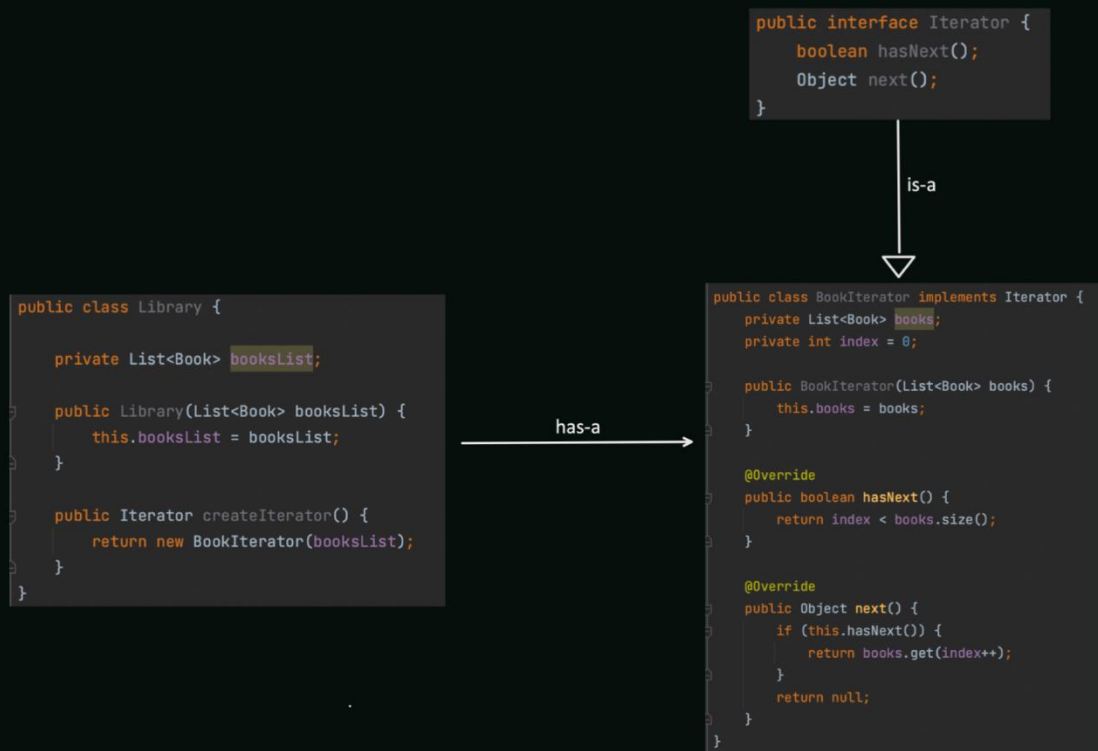 public interface Iterator {
    boolean hasNext();
    Object next();
}
is-a
public class Library {
    private List<Book> booksList;
    public Library(List<Book> booksList) {
        this.booksList = booksList;
    }
    public Iterator createIterator() {
        return new BookIterator(booksList);
    }
}
has-a
public class BookIterator implements Iterator {
    private List<Book> books;
    private int index = 0;
    public BookIterator(List<Book> books) {
        this.books = books;
    }
    @Override
    public boolean hasNext() {
        return index < books.size();
    }
    @Override
    public Object next() {
        if (this.hasNext()) {
            return books.get(index++);
        }
        return null;
    }
}